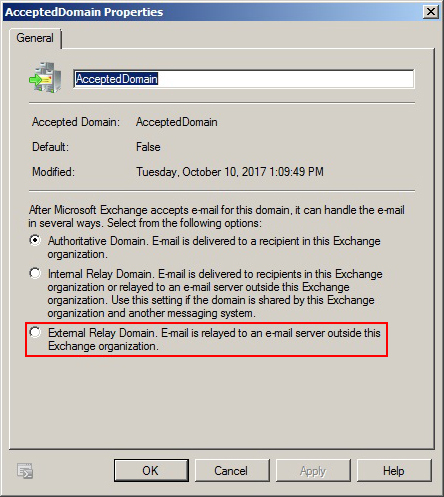 AcceptedDomain Properties
General
AcceptedDomain
Accepted Domain: AcceptedDomain
Default: False
Modified: Tuesday, October 10, 2017 1:09:49 PM
After Microsoft Exchange accepts e-mail for this domain, it can handle the e-mail
in several ways. Select from the following options:
Authoritative Domain. E-mail is delivered to a recipient in this Exchange
organization.
Internal Relay Domain. E-mail is delivered to recipients in this Exchange
organization or relayed to an e-mail server outside this Exchange
organization. Use this setting if the domain is shared by this Exchange
organization and another messaging system.
External Relay Domain. E-mail is relayed to an e-mail server outside this
Exchange organization.
OK Cancel Apply Help